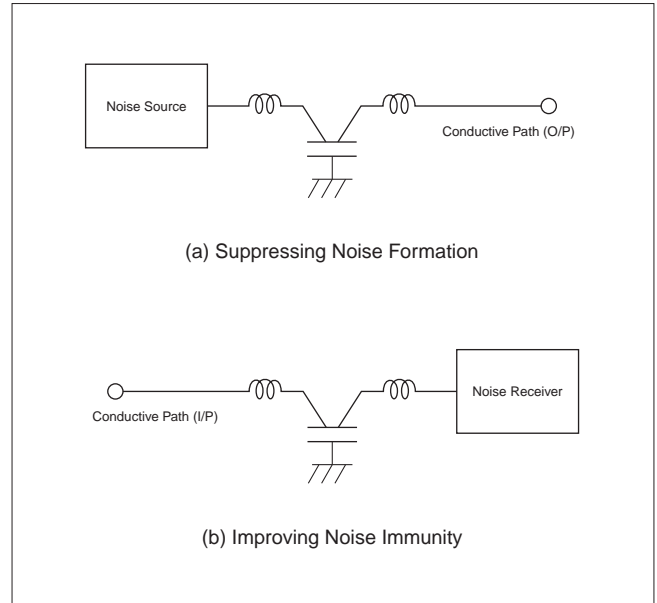 Noise Source
Conductive Path (O/P)
(a) Suppressing Noise Formation
Noise Receiver
Conductive Path (I/P)
(b) Improving Noise Immunity